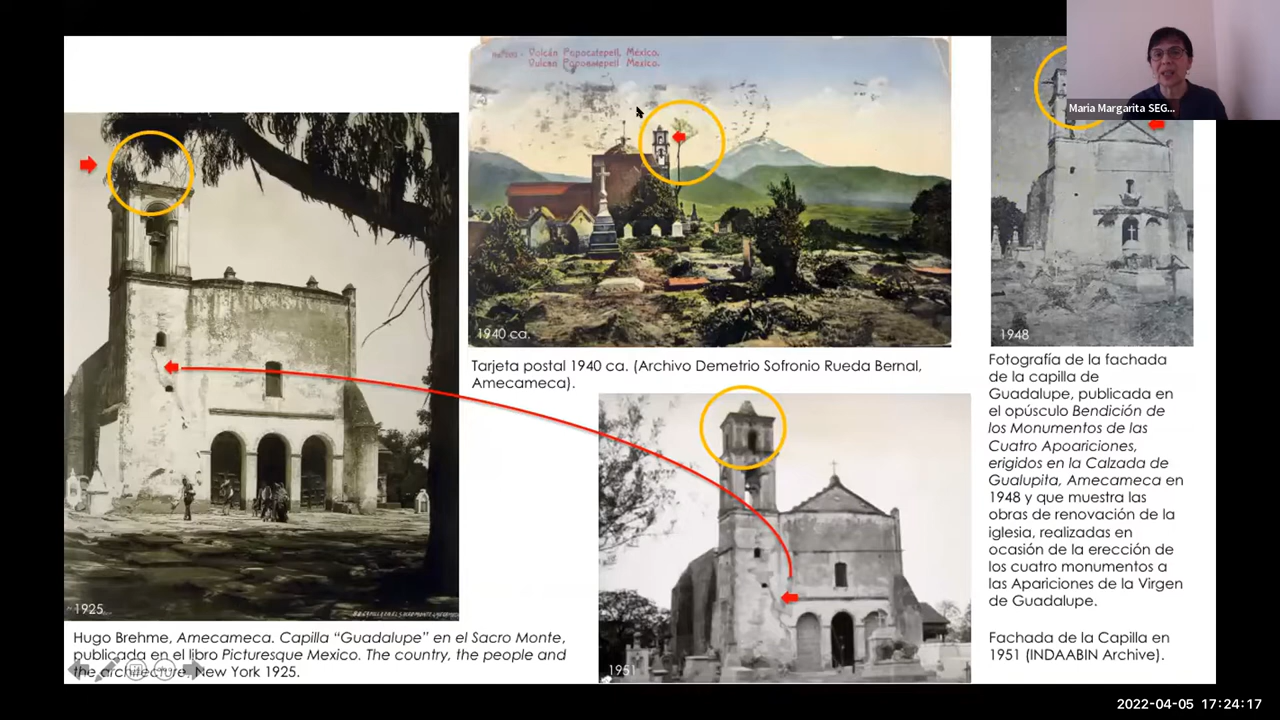 Maria Margarita SEG...
Volcán Popocatepetl, México.
Vulcan Popocatepetl Mexico.
1940 ca.
Tarjeta postal 1940 ca. (Archivo Demetrio Sofronio Rueda Bernal,
Amecameca).
~1925
Hugo Brehme, Amecameca. Capilla “Guadalupe” en el Sacro Monte,
publicada en el libro Picturesque Mexico. The country, the people and
the architecture, New York 1925.
1951
1948
Fotografía de la fachada
de la capilla de
Guadalupe, publicada en
el opúsculo Bendición de
los Monumentos de las
Cuatro Apoariciones,
erigidos en la Calzada de
Gualupita, Amecameca en
1948 y que muestra las
obras de renovación de la
iglesia, realizadas en
ocasión de la erección de
los cuatro monumentos a
las Apariciones de la Virgen
de Guadalupe.
Fachada de la Capilla en
1951 (INDAABIN Archive).
2022-04-05 17:24:17